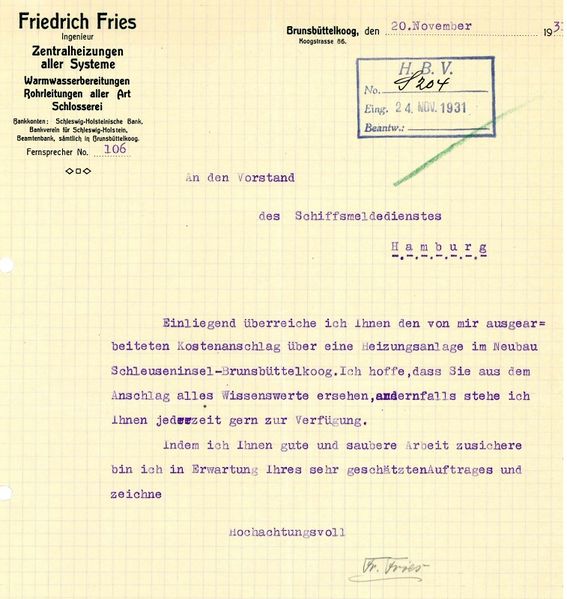 Friedrich Fries
Ingenieur
Zentralheizungen
aller Systeme
Warmwasserbereitungen
Rohrleitungen aller Art
Schlosserei
Bankkonten: Schleswig-Holsteinische Bank,
Bankverein für Schleswig-Holstein,
Beamtenbank, sämtlich in Brunsbüttelkoog.
Fernsprecher No. 106
Brunsbüttelkoog, den 20.November 1931
Koogstrasse 66.
H. B. V.
No. S204
Eing. 24. NOV. 1931
Beantw.:
An den Vorstand
des Schiffsmeldedienstes
Hamburg
Einliegend überreiche ich Ihnen den von mir ausgear=
beiteten Kostenanschlag über eine Heizungsanlage im Neubau
Schleuseninsel-Brunsbüttelkoog.Ich hoffe,dass Sie aus dem
Anschlag alles Wissenswerte ersehen,andernfalls stehe ich
Ihnen jederzeit gern zur Verfügung.
Indem ich Ihnen gute und saubere Arbeit zusichere
bin ich in Erwartung Ihres sehr geschätztenAuftrages und
zeichne
Hochachtungsvoll
Fr. Fries